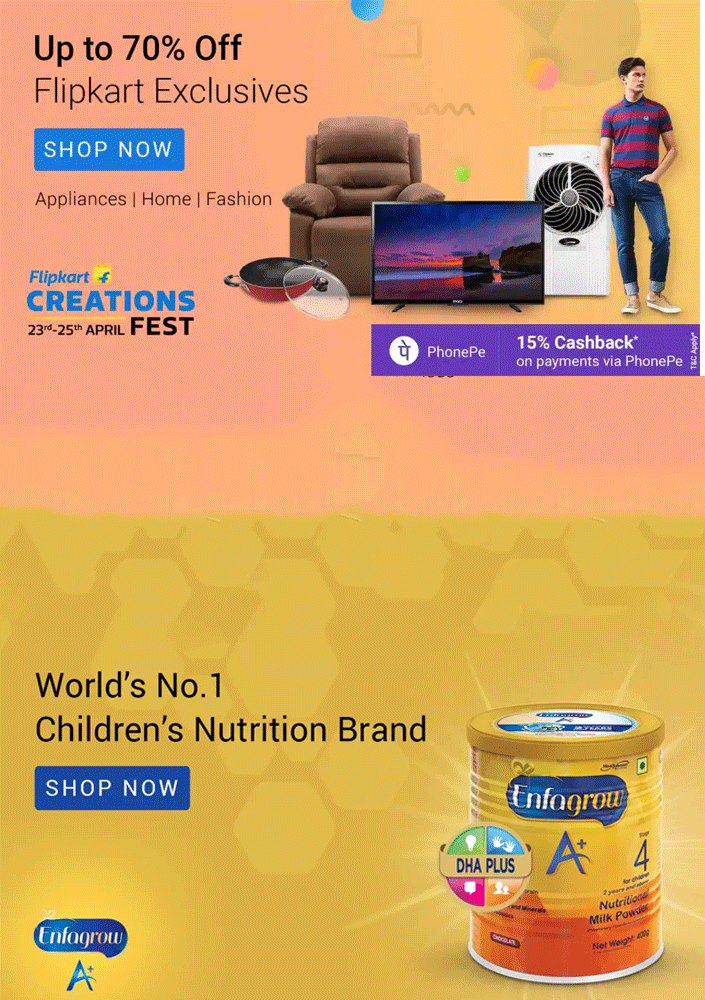 Up to 70% Off
Flipkart Exclusives
SHOP NOW
Appliances | Home | Fashion
Flipkart
CREATIONS
23rd-25th APRIL FEST
पे PhonePe
15% Cashback*
on payments via PhonePe
T&C Apply*
World's No.1
Children's Nutrition Brand
SHOP NOW
Enfagrow
A+
DHA PLUS
Stage
4
for children
2 years and above
Nutritional
Milk Powder
CHOCOLATE
Net Weight: 400g
Enfagrow
A+